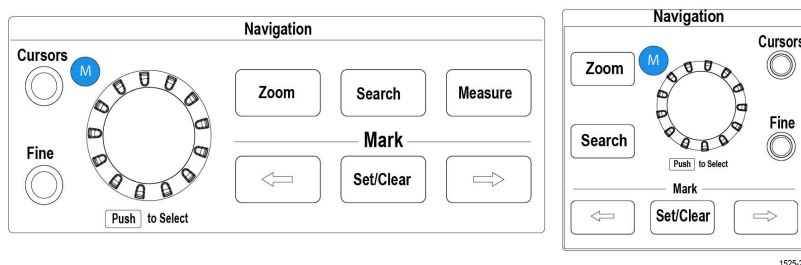 Navigation
Cursors
M
Zoom
Search
Measure
Fine
Mark
Set/Clear
Push to Select
Navigation
Cursors
Zoom
M
Fine
Search
Push to Select
Mark
Set/Clear